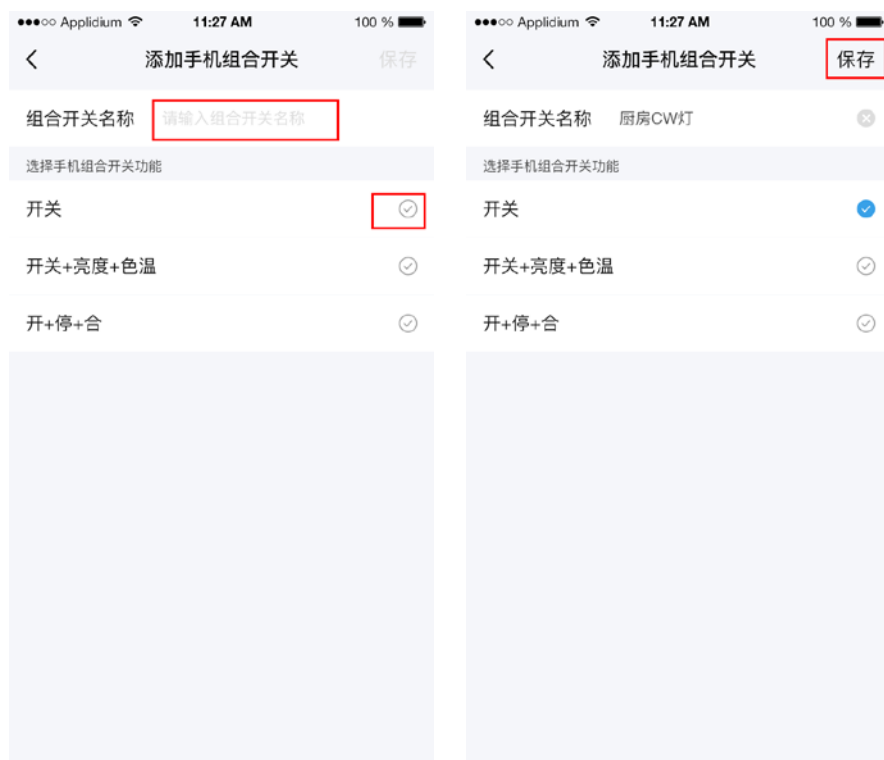 ●●●○○ Applidium 11:27 AM 100 %
添加手机组合开关 保存
组合开关名称 请输入组合开关名称
选择手机组合开关功能
开关
开关+亮度+色温
开+停+合
●●●○○ Applidium 11:27 AM 100 %
添加手机组合开关 保存
组合开关名称 厨房CW灯
选择手机组合开关功能
开关
开关+亮度+色温
开+停+合